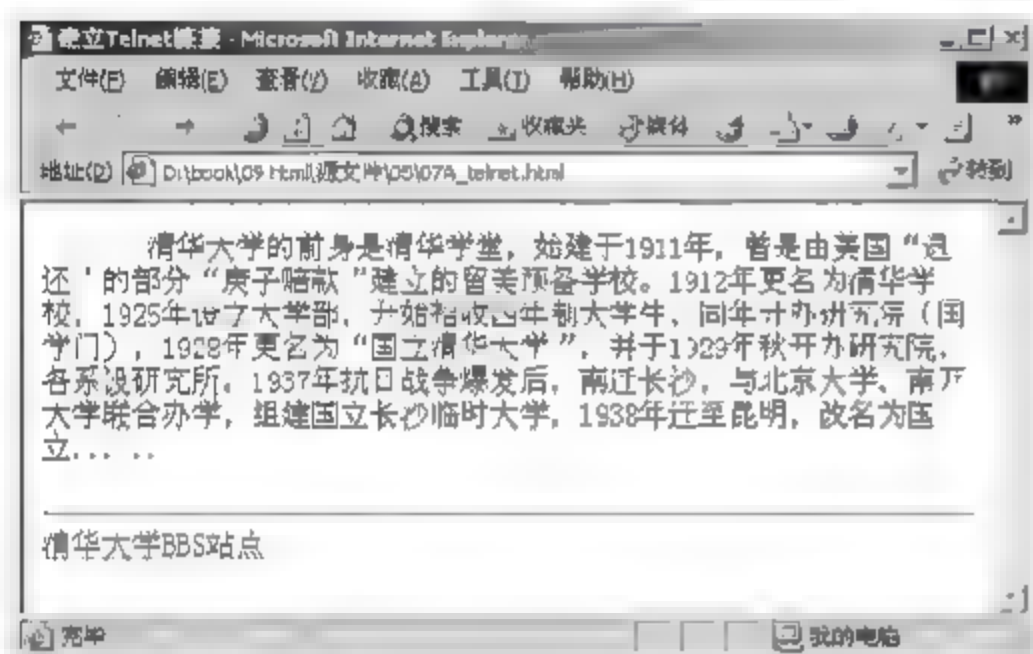 建立Telnet链接 - Microsoft Internet Explorer
文件(F) 编辑(E) 查看(V) 收藏(A) 工具(T) 帮助(H)
搜索 收藏夹 媒体
地址(D) D:\book\09 Html\源文件\05\07A_telnet.html 转到
清华大学的前身是清华学堂，始建于1911年，曾是由美国“退
还”的部分“庚子赔款”建立的留美预备学校。1912年更名为清华学
校，1925年设立大学部，开始招收四年制大学生，同年开办研究院（国
学门），1928年更名为“国立清华大学”，并于1929年秋开办研究院，
各系设研究所。1937年抗日战争爆发后，南迁长沙，与北京大学、南开
大学联合办学，组建国立长沙临时大学，1938年迁至昆明，改名为国
立... ..
清华大学BBS站点
完毕 我的电脑